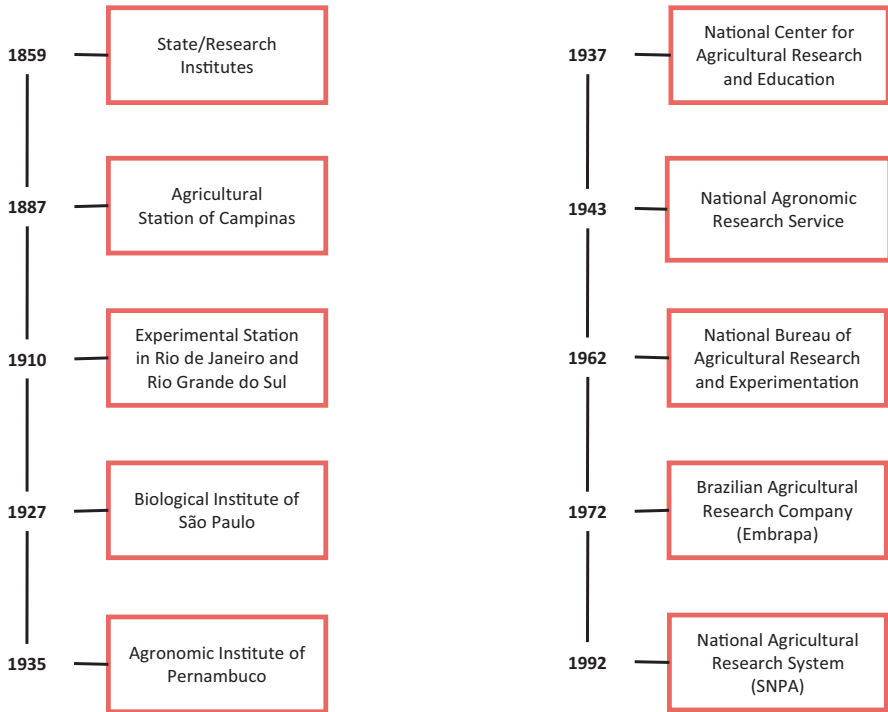 1859
State/Research
Institutes
1887
Agricultural
Station of Campinas
1910
Experimental Station
in Rio de Janeiro and
Rio Grande do Sul
1927
Biological Institute of
São Paulo
1935
Agronomic Institute of
Pernambuco
1937
National Center for
Agricultural Research
and Education
1943
National Agronomic
Research Service
1962
National Bureau of
Agricultural Research
and Experimentation
1972
Brazilian Agricultural
Research Company
(Embrapa)
1992
National Agricultural
Research System
(SNPA)